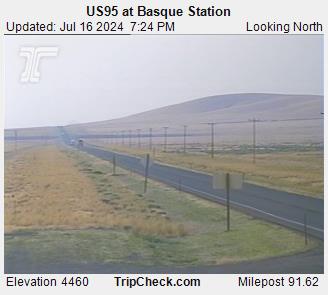 US95 at Basque Station
Updated: Jul 16 2024 7:24 PM Looking North
Elevation 4460 TripCheck.com Milepost 91.62